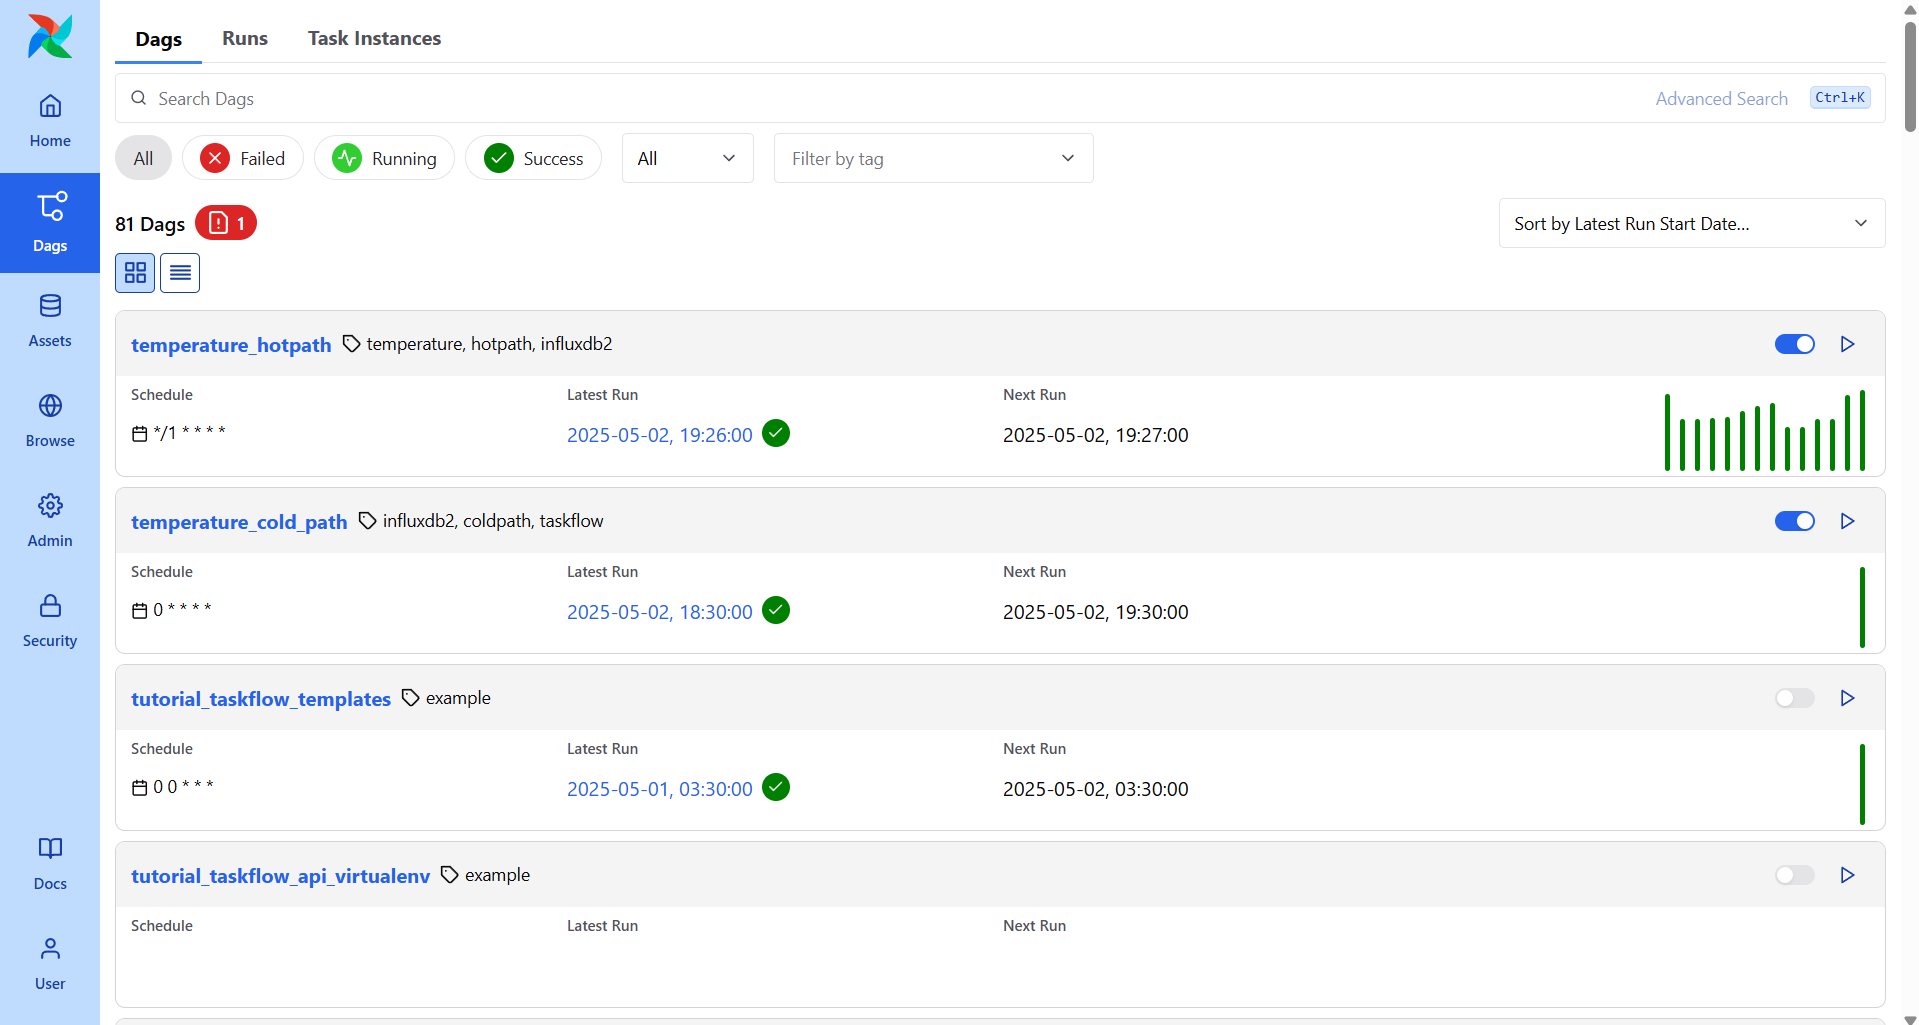 Dags Runs Task Instances
Search Dags Advanced Search Ctrl+K
Home
All Failed Running Success All Filter by tag
81 Dags 1 Sort by Latest Run Start Date...
Dags
Assets
Browse
Admin
Security
Docs
User
temperature_hotpath temperature, hotpath, influxdb2
Schedule Latest Run Next Run
*/1 * * * * 2025-05-02, 19:26:00 2025-05-02, 19:27:00
temperature_cold_path influxdb2, coldpath, taskflow
Schedule Latest Run Next Run
0 * * * * 2025-05-02, 18:30:00 2025-05-02, 19:30:00
tutorial_taskflow_templates example
Schedule Latest Run Next Run
0 0 * * * 2025-05-01, 03:30:00 2025-05-02, 03:30:00
tutorial_taskflow_api_virtualenv example
Schedule Latest Run Next Run